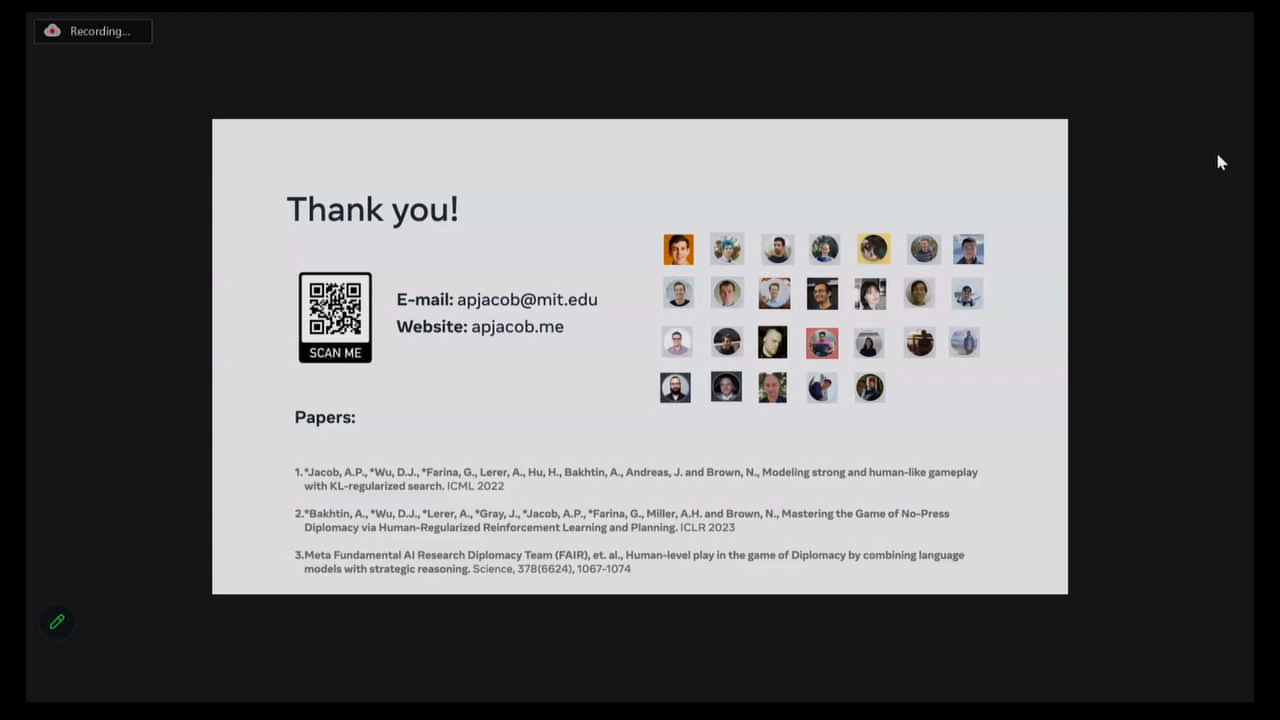 Recording...
Thank you!
E-mail: apjacob@mit.edu
Website: apjacob.me
SCAN ME
Papers:
1. *Jacob, A.P., *Wu, D.J., *Farina, G., Lerer, A., Hu, H., Bakhtin, A., Andreas, J. and Brown, N., Modeling strong and human-like gameplay
with KL-regularized search. ICML 2022
2.*Bakhtin, A., *Wu, D.J., *Lerer, A., *Gray, J., *Jacob, A.P., *Farina, G., Miller, A.H. and Brown, N., Mastering the Game of No-Press
Diplomacy via Human-Regularized Reinforcement Learning and Planning. ICLR 2023
3.Meta Fundamental AI Research Diplomacy Team (FAIR), et. al., Human-level play in the game of Diplomacy by combining language
models with strategic reasoning. Science, 378(6624), 1067-1074